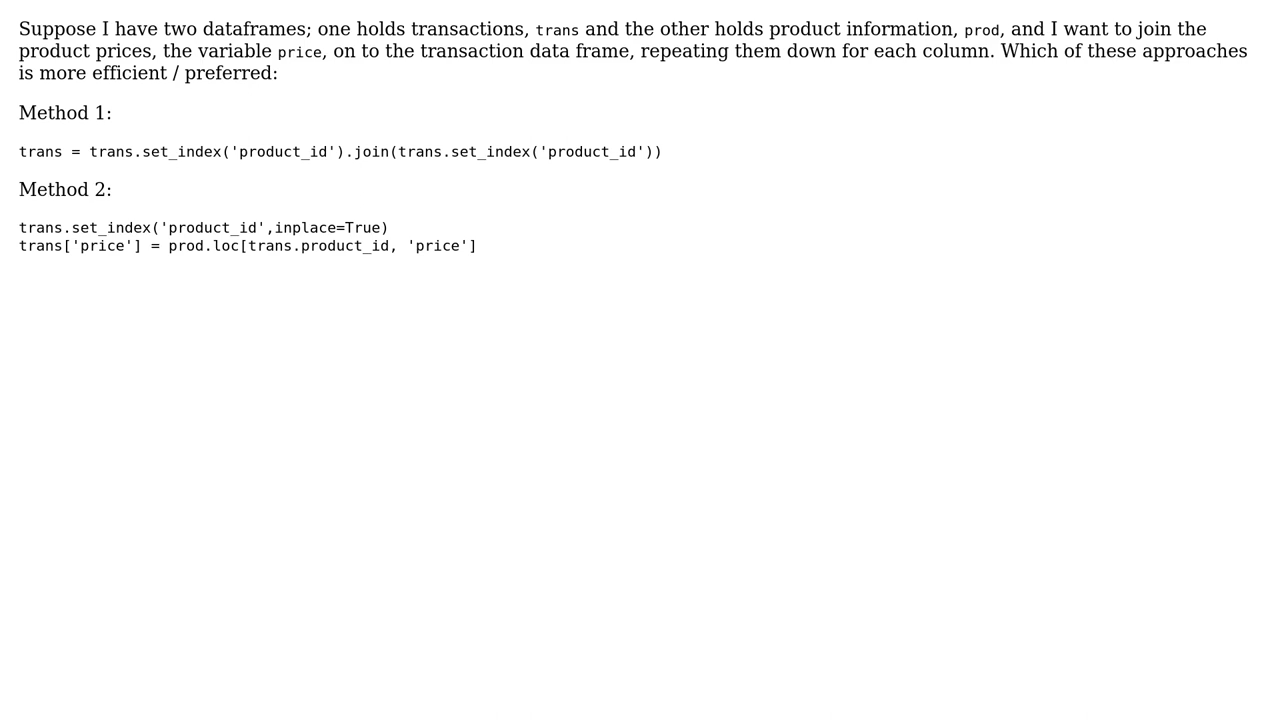 Suppose I have two dataframes; one holds transactions, trans and the other holds product information, prod, and I want to join the
product prices, the variable price, on to the transaction data frame, repeating them down for each column. Which of these approaches
is more efficient / preferred:
Method 1:
trans = trans.set_index('product_id').join(trans.set_index('product_id'))
Method 2:
trans.set_index('product_id',inplace=True)
trans['price'] = prod.loc[trans.product_id, 'price']